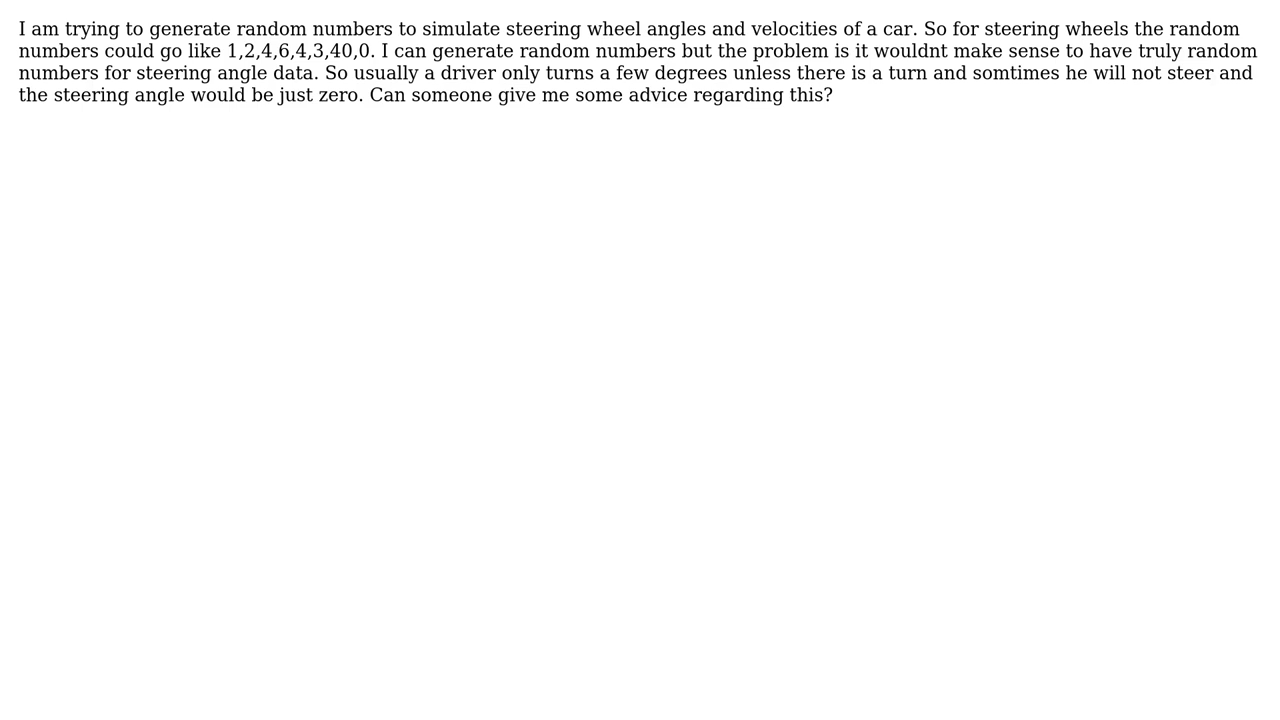 I am trying to generate random numbers to simulate steering wheel angles and velocities of a car. So for steering wheels the random
numbers could go like 1,2,4,6,4,3,40,0. I can generate random numbers but the problem is it wouldnt make sense to have truly random
numbers for steering angle data. So usually a driver only turns a few degrees unless there is a turn and somtimes he will not steer and
the steering angle would be just zero. Can someone give me some advice regarding this?